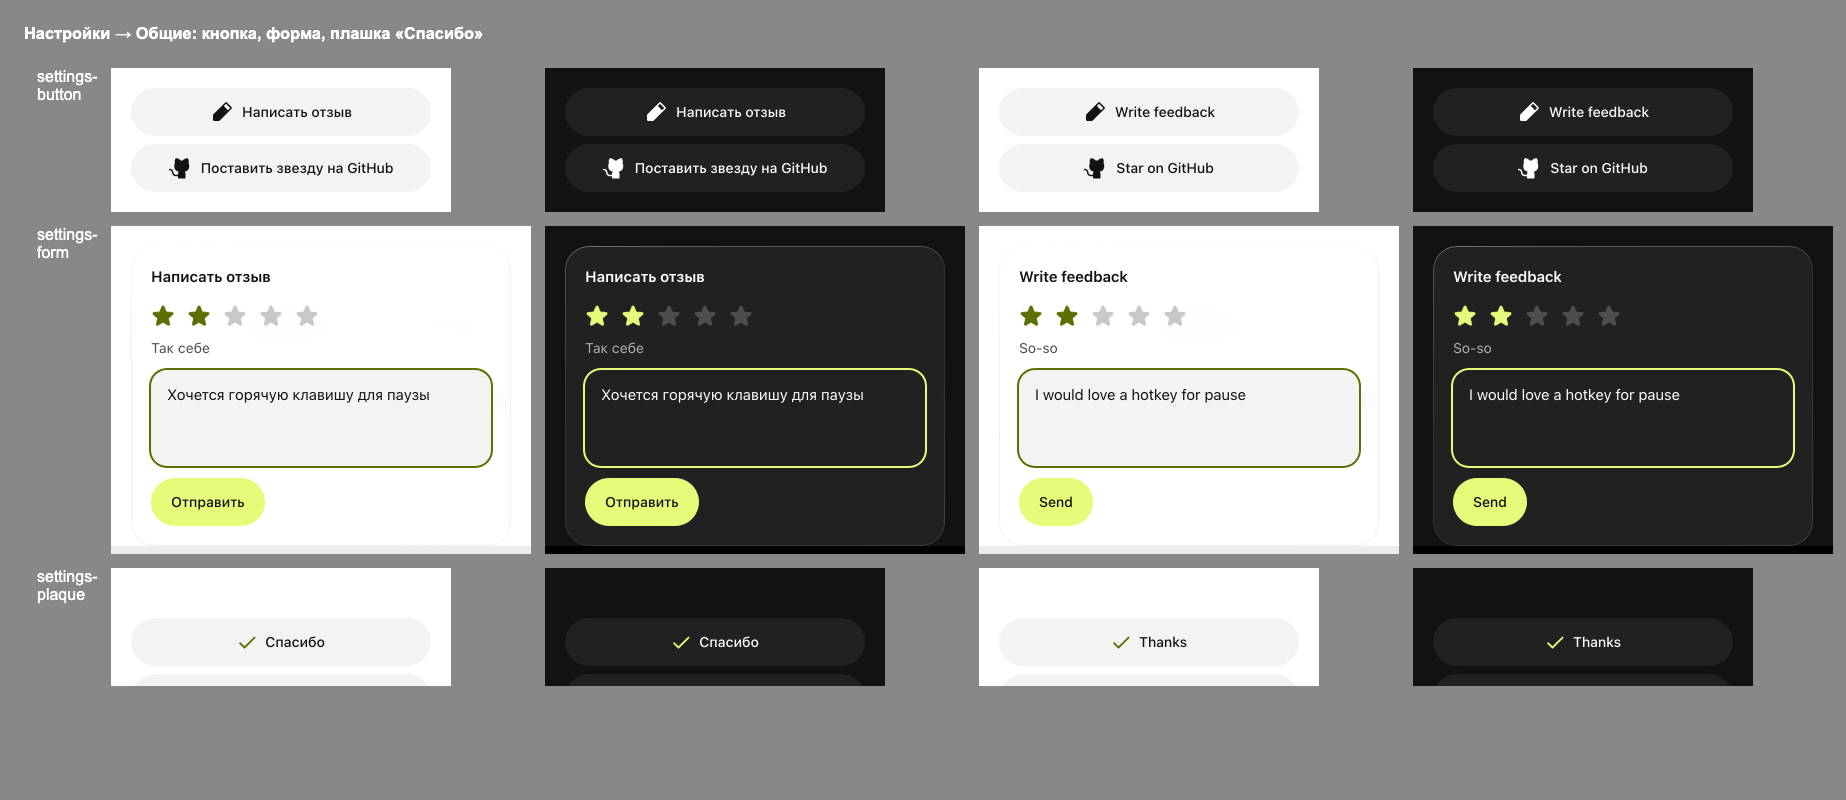 Настройки → Общие: кнопка, форма, плашка «Спасибо»
settings-
button
Написать отзыв
Поставить звезду на GitHub
Написать отзыв
Поставить звезду на GitHub
Write feedback
Star on GitHub
Write feedback
Star on GitHub
settings-
form
Написать отзыв
Так себе
Хочется горячую клавишу для паузы
Отправить
Написать отзыв
Так себе
Хочется горячую клавишу для паузы
Отправить
Write feedback
So-so
I would love a hotkey for pause
Send
Write feedback
So-so
I would love a hotkey for pause
Send
settings-
plaque
Спасибо
Спасибо
Thanks
Thanks